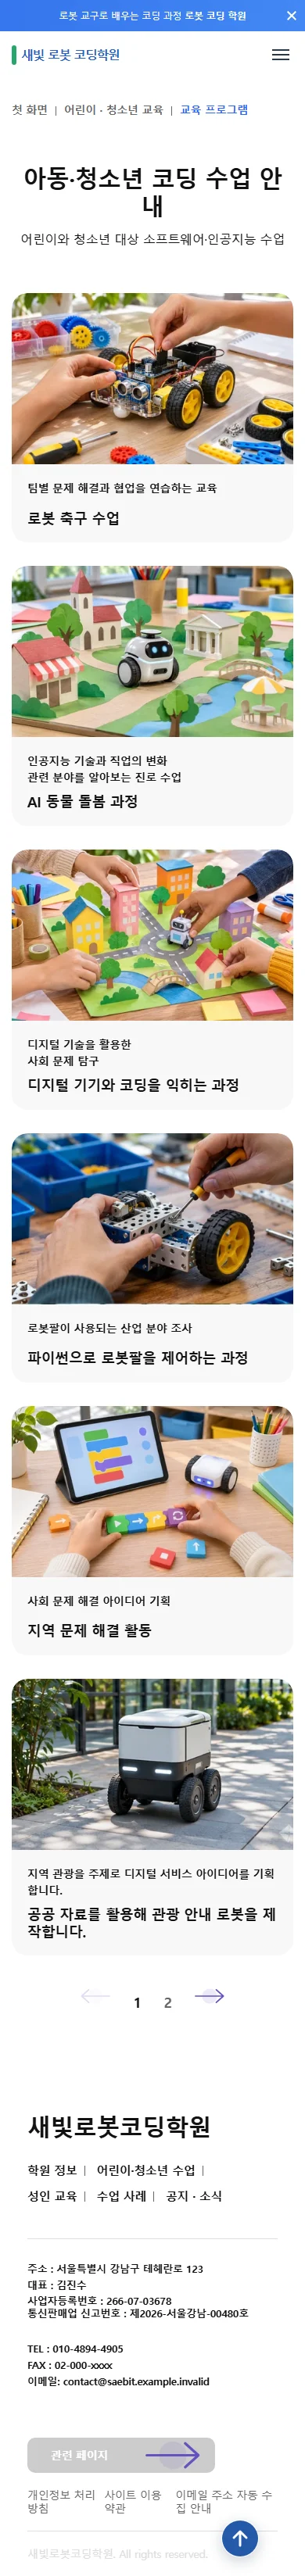 로봇 교구로 배우는 코딩 과정 로봇 코딩 학원
새빛 로봇 코딩학원
첫 화면 | 어린이 · 청소년 교육 | 교육 프로그램
아동·청소년 코딩 수업 안
내
어린이와 청소년 대상 소프트웨어·인공지능 수업
팀별 문제 해결과 협업을 연습하는 교육
로봇 축구 수업
인공지능 기술과 직업의 변화
관련 분야를 알아보는 진로 수업
AI 동물 돌봄 과정
디지털 기술을 활용한
사회 문제 탐구
디지털 기기와 코딩을 익히는 과정
로봇팔이 사용되는 산업 분야 조사
파이썬으로 로봇팔을 제어하는 과정
사회 문제 해결 아이디어 기획
지역 문제 해결 활동
지역 관광을 주제로 디지털 서비스 아이디어를 기획
합니다.
공공 자료를 활용해 관광 안내 로봇을 제
작합니다.
1 2
새빛로봇코딩학원
학원 정보 | 어린이·청소년 수업 |
성인 교육 | 수업 사례 | 공지 · 소식
주소 : 서울특별시 강남구 테헤란로 123
대표 : 김진수
사업자등록번호 : 266-07-03678
통신판매업 신고번호 : 제2026-서울강남-00480호
TEL : 010-4894-4905
FAX : 02-000-xxxx
이메일: contact@saebit.example.invalid
관련 페이지
개인정보 처리 사이트 이용 이메일 주소 자동 수
방침 약관 집 안내
새빛로봇코딩학원. All rights reserved.